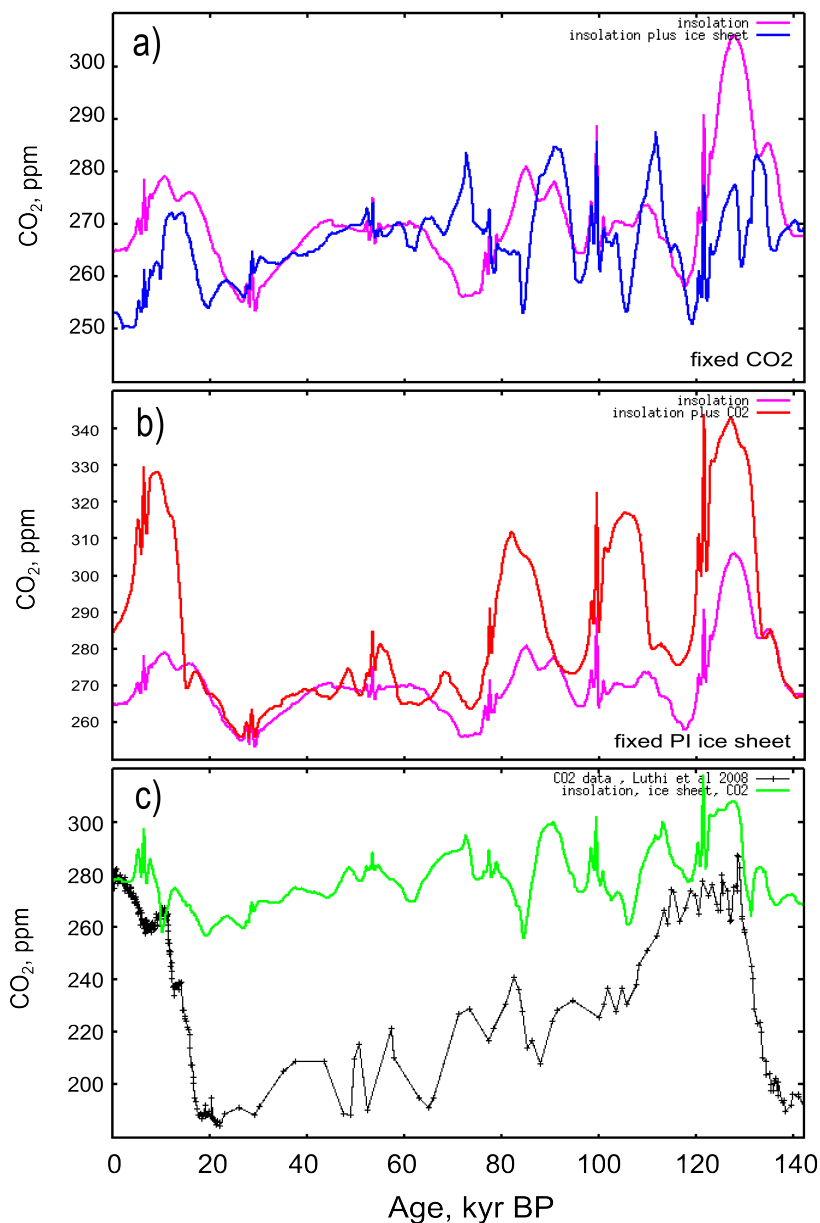 a)
insolation
insolation plus ice sheet
310
300
290
280
270
260
250
CO2, ppm
fixed CO2
b)
insolation
insolation plus CO2
340
330
320
310
300
290
280
270
260
CO2, ppm
fixed PI ice sheet
c)
CO2 data , Luthi et al 2008
insolation, ice sheet, CO2
300
280
260
240
220
200
CO2, ppm
0 20 40 60 80 100 120 140
Age, kyr BP